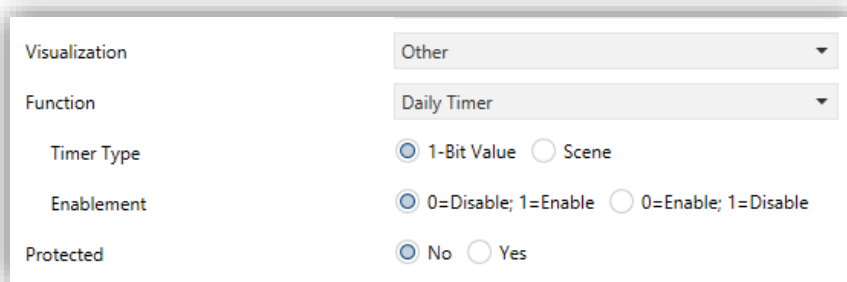 Visualization Other
Function Daily Timer
Timer Type 1-Bit Value Scene
Enablement 0=Disable; 1=Enable 0=Enable; 1=Disable
Protected No Yes